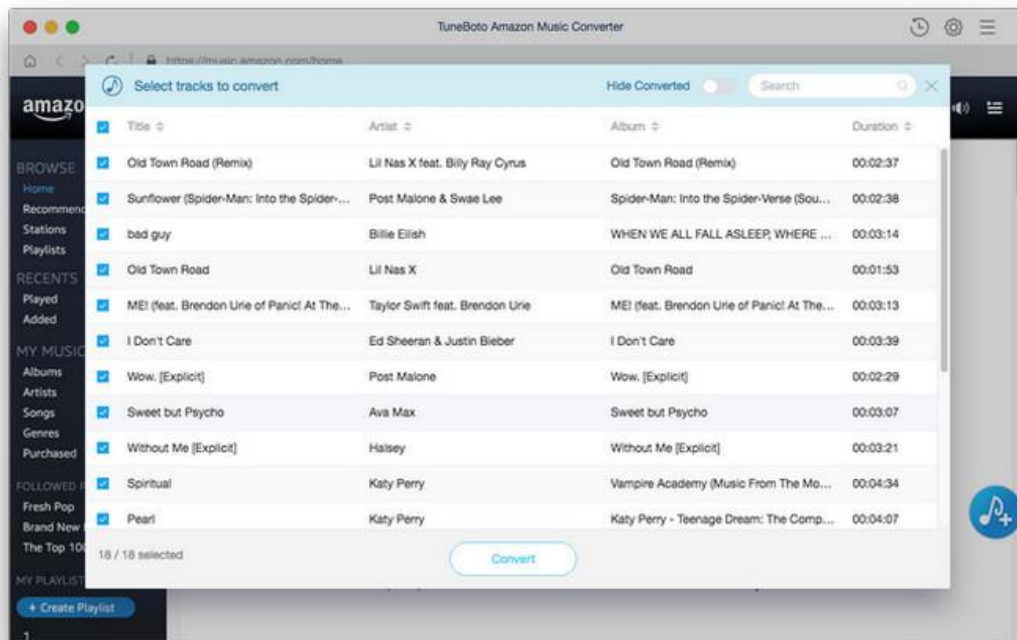 TuneBoto Amazon Music Converter
https://music.amazon.com/home
Select tracks to convert Hide Converted Search
amazo
Title Artist Album Duration
Old Town Road (Remix) Lil Nas X feat. Billy Ray Cyrus Old Town Road (Remix) 00:02:37
Sunflower (Spider-Man: Into the Spider-... Post Malone & Swae Lee Spider-Man: Into the Spider-Verse (Sou... 00:02:38
bad guy Billie Eilish WHEN WE ALL FALL ASLEEP, WHERE ... 00:03:14
Old Town Road Lil Nas X Old Town Road 00:01:53
ME! (feat. Brendon Urie of Panic! At The... Taylor Swift feat. Brendon Urie ME! (feat. Brendon Urie of Panic! At The... 00:03:13
I Don't Care Ed Sheeran & Justin Bieber I Don't Care 00:03:39
Wow. [Explicit] Post Malone Wow. [Explicit] 00:02:29
Sweet but Psycho Ava Max Sweet but Psycho 00:03:07
Without Me [Explicit] Halsey Without Me [Explicit] 00:03:21
Spiritual Katy Perry Vampire Academy (Music From The Mo... 00:04:34
Pearl Katy Perry Katy Perry - Teenage Dream: The Comp... 00:04:07
18 / 18 selected Convert
BROWSE
Home
Recommend
Stations
Playlists
RECENTS
Played
Added
MY MUSIC
Albums
Artists
Songs
Genres
Purchased
FOLLOWED P
Fresh Pop
Brand New
The Top 100
MY PLAYLIST
+ Create Playlist
1